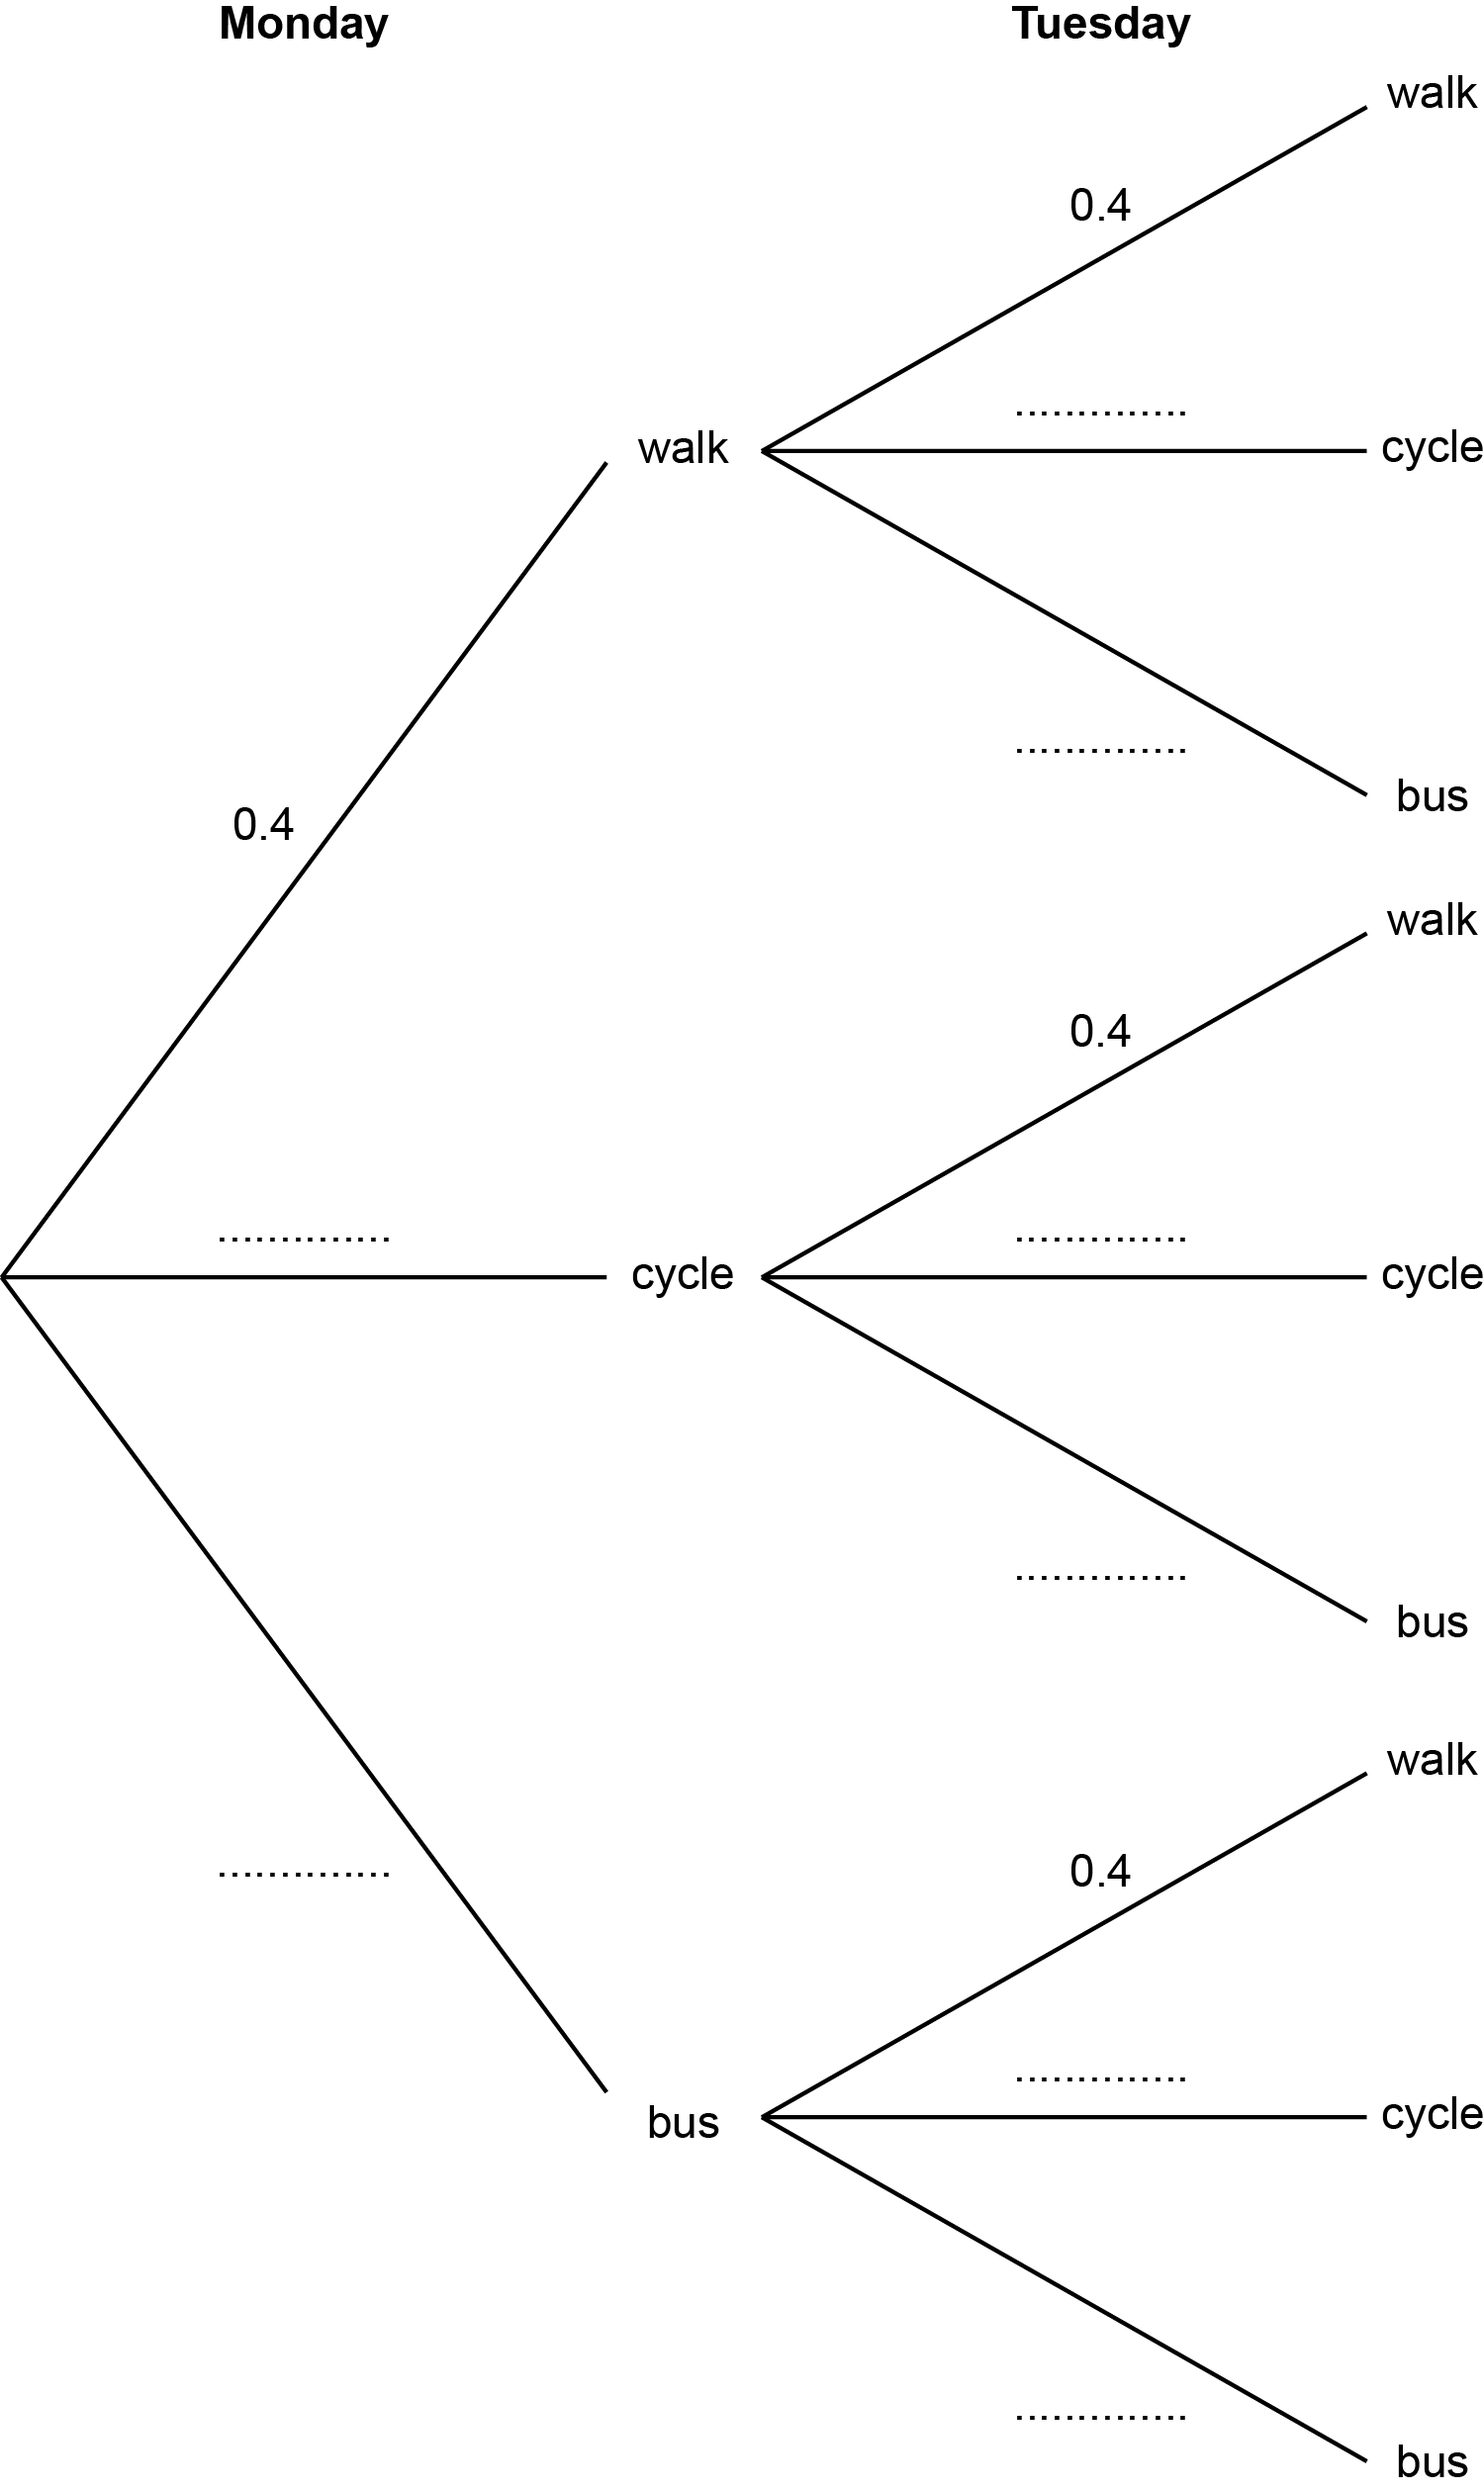 Monday Tuesday
walk
0.4
..............
walk cycle
..............
bus
0.4
walk
0.4
.............. ..............
cycle cycle
..............
bus
walk
0.4
..............
..............
bus cycle
..............
bus